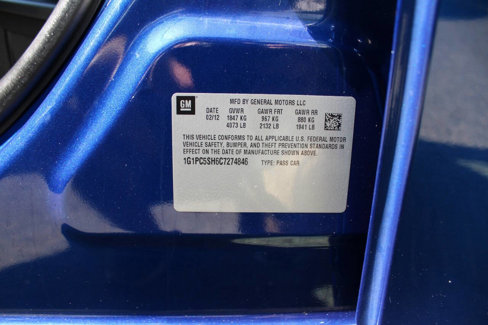 GM
MFD BY GENERAL MOTORS LLC
DATE GVWR GAWR FRT GAWR RR
02/12 1847 KG 967 KG 880 KG
4073 LB 2132 LB 1941 LB
THIS VEHICLE CONFORMS TO ALL APPLICABLE U.S. FEDERAL MOTOR
VEHICLE SAFETY, BUMPER, AND THEFT PREVENTION STANDARDS IN
EFFECT ON THE DATE OF MANUFACTURE SHOWN ABOVE.
1G1PC5SH6C7274846 TYPE: PASS CAR